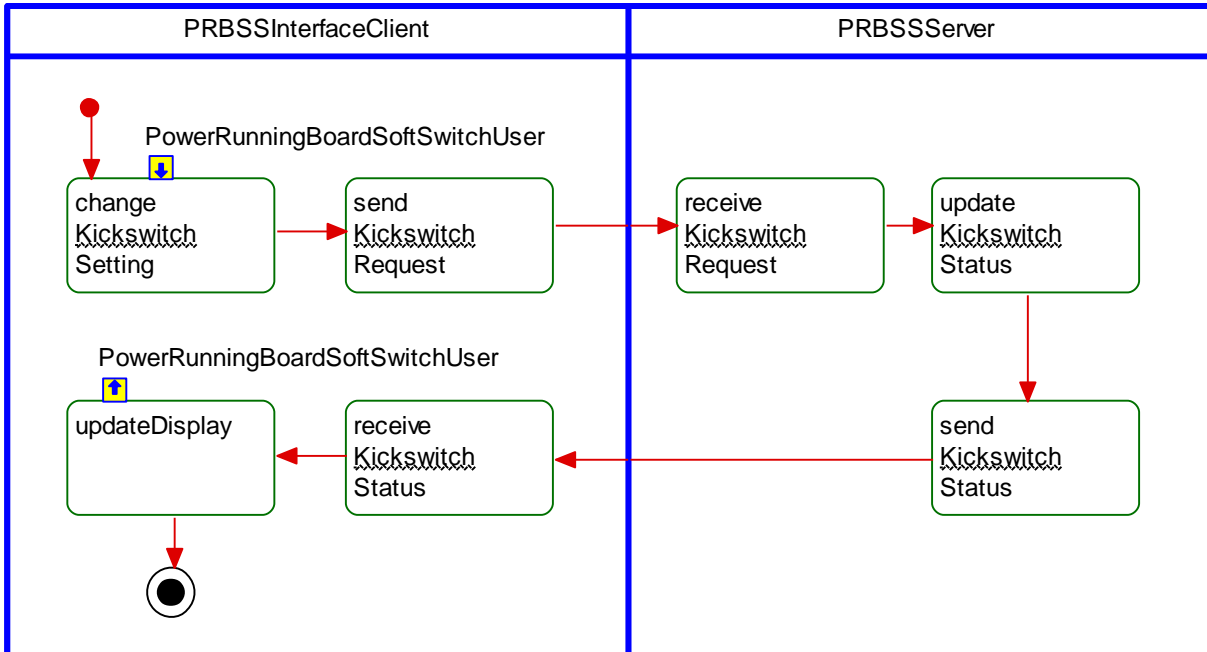 PRBSSInterfaceClient
PRBSSServer
PowerRunningBoardSoftSwitchUser
change
Kickswitch
Setting
send
Kickswitch
Request
receive
Kickswitch
Request
update
Kickswitch
Status
PowerRunningBoardSoftSwitchUser
updateDisplay
receive
Kickswitch
Status
send
Kickswitch
Status